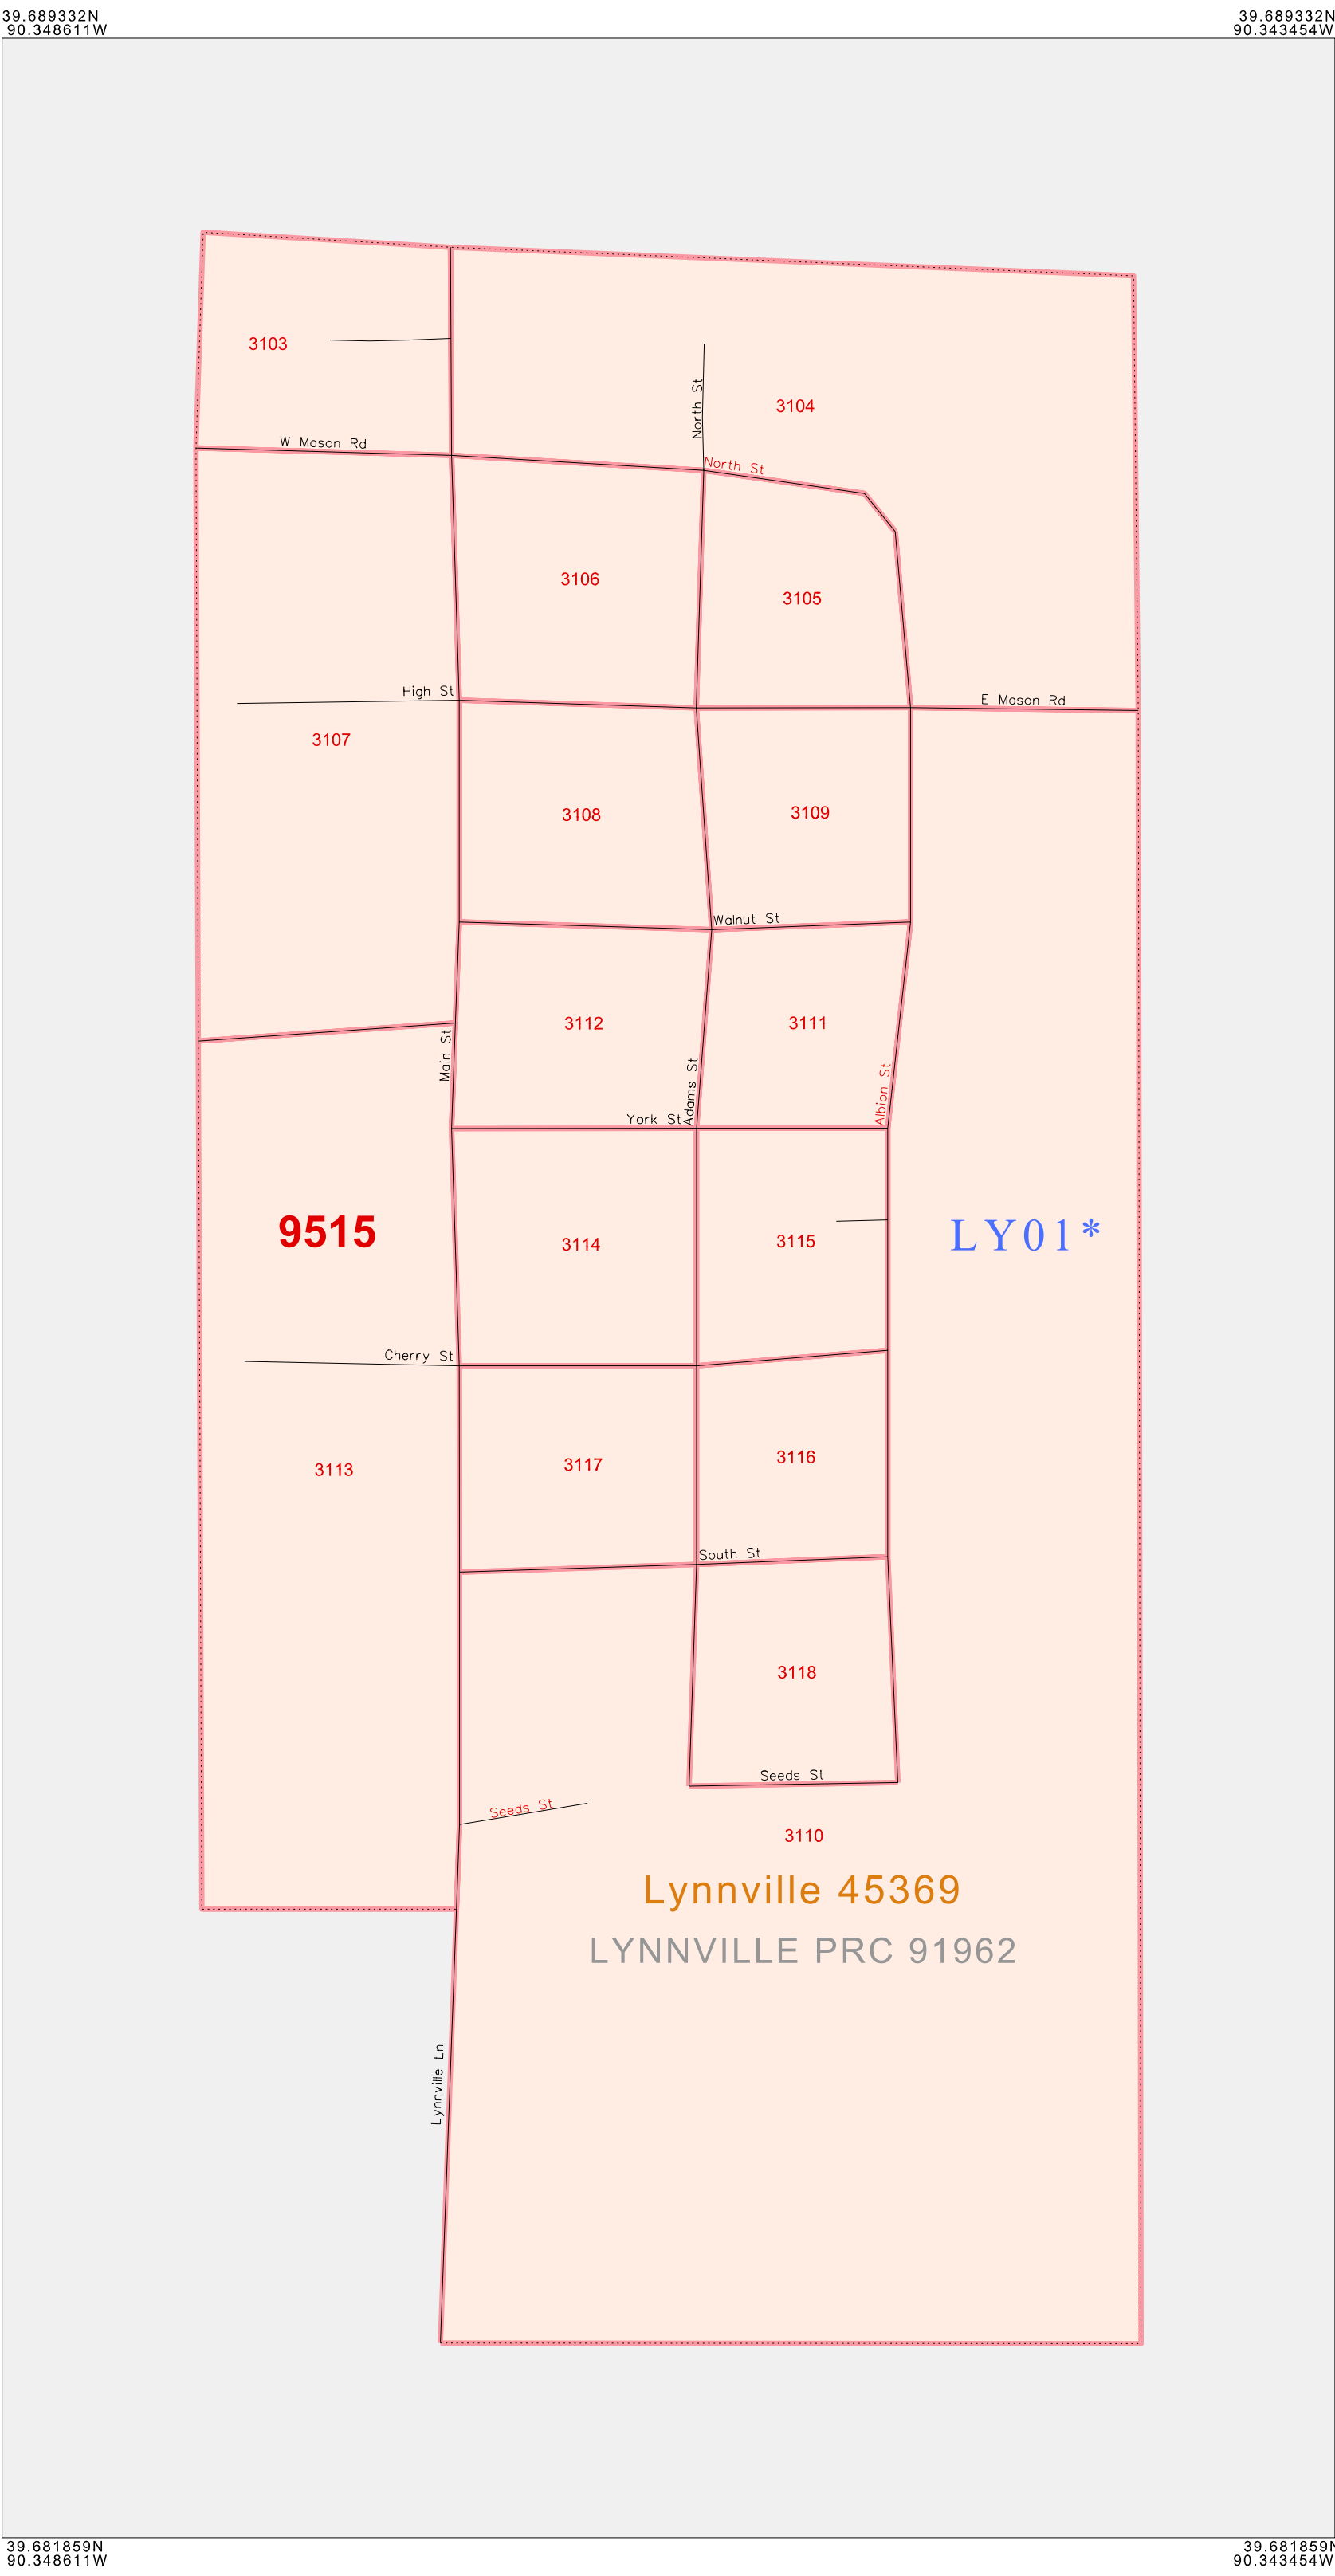 39.689332N
90.348611W
39.689332N
90.343454W
3103
North St
3104
W Mason Rd
North St
3106
3105
High St
E Mason Rd
3107
3108
3109
Walnut St
3112
3111
Main St
Adams St
Albion St
York St
9515
LY01*
3114
3115
Cherry St
3113
3117
3116
South St
3118
Seeds St
Seeds St
3110
Lynnville 45369
LYNNVILLE PRC 91962
Lynnville Ln
39.681859N
90.348611W
39.681859N
90.343454W